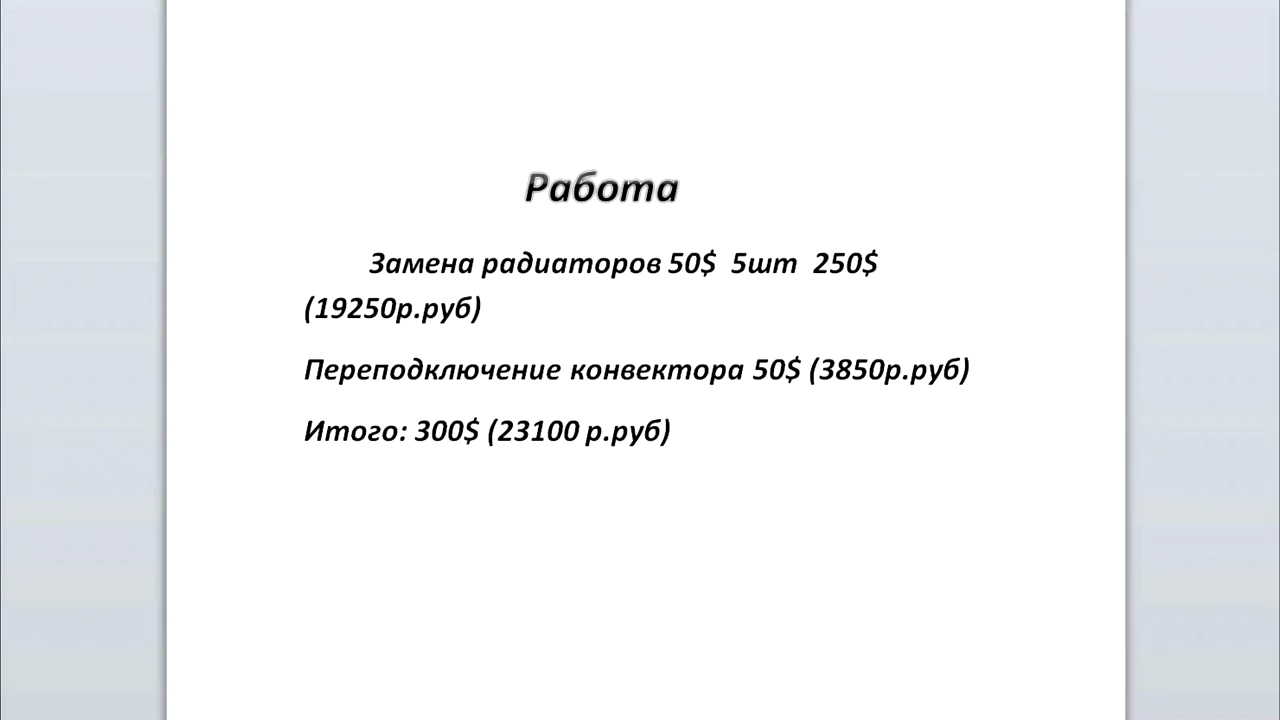 Работа
Замена радиаторов 50$ 5шт 250$
(19250р.руб)
Переподключение конвектора 50$ (3850р.руб)
Итого: 300$ (23100 р.руб)